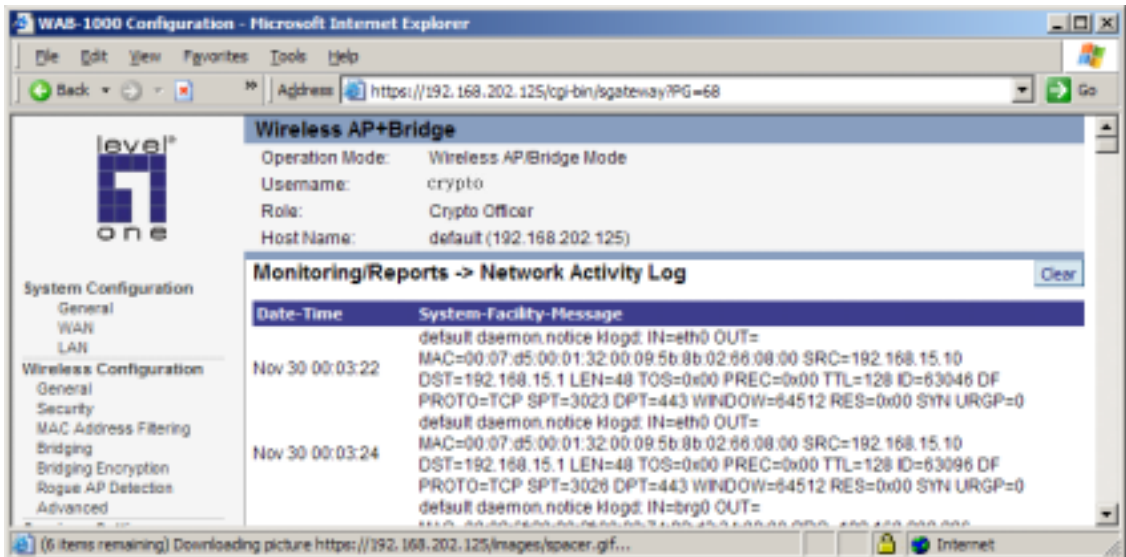 WAB-1000 Configuration - Microsoft Internet Explorer
File Edit View Favorites Tools Help
Back Address https://192.168.202.125/cgi-bin/sgateway?PG=68 Go
level
one
Wireless AP+Bridge
Operation Mode: Wireless AP/Bridge Mode
Username: crypto
Role: Crypto Officer
Host Name: default (192.168.202.125)
Monitoring/Reports -> Network Activity Log Clear
System Configuration
General
WAN
LAN
Wireless Configuration
General
Security
MAC Address Filtering
Bridging
Bridging Encryption
Rogue AP Detection
Advanced
Date-Time System-Facility-Message
Nov 30 00:03:22
default daemon.notice klogd: IN=eth0 OUT=
MAC=00:07:d5:00:01:32:00:09:5b:8b:02:66:08:00 SRC=192.168.15.10
DST=192.168.15.1 LEN=48 TOS=0x00 PREC=0x00 TTL=128 ID=63046 DF
PROTO=TCP SPT=3023 DPT=443 WINDOW=64512 RES=0x00 SYN URGP=0
Nov 30 00:03:24
default daemon.notice klogd: IN=eth0 OUT=
MAC=00:07:d5:00:01:32:00:09:5b:8b:02:66:08:00 SRC=192.168.15.10
DST=192.168.15.1 LEN=48 TOS=0x00 PREC=0x00 TTL=128 ID=63096 DF
PROTO=TCP SPT=3026 DPT=443 WINDOW=64512 RES=0x00 SYN URGP=0
default daemon.notice klogd: IN=brg0 OUT=
(6 items remaining) Downloading picture https://192.168.202.125/images/spacer.gif... Internet